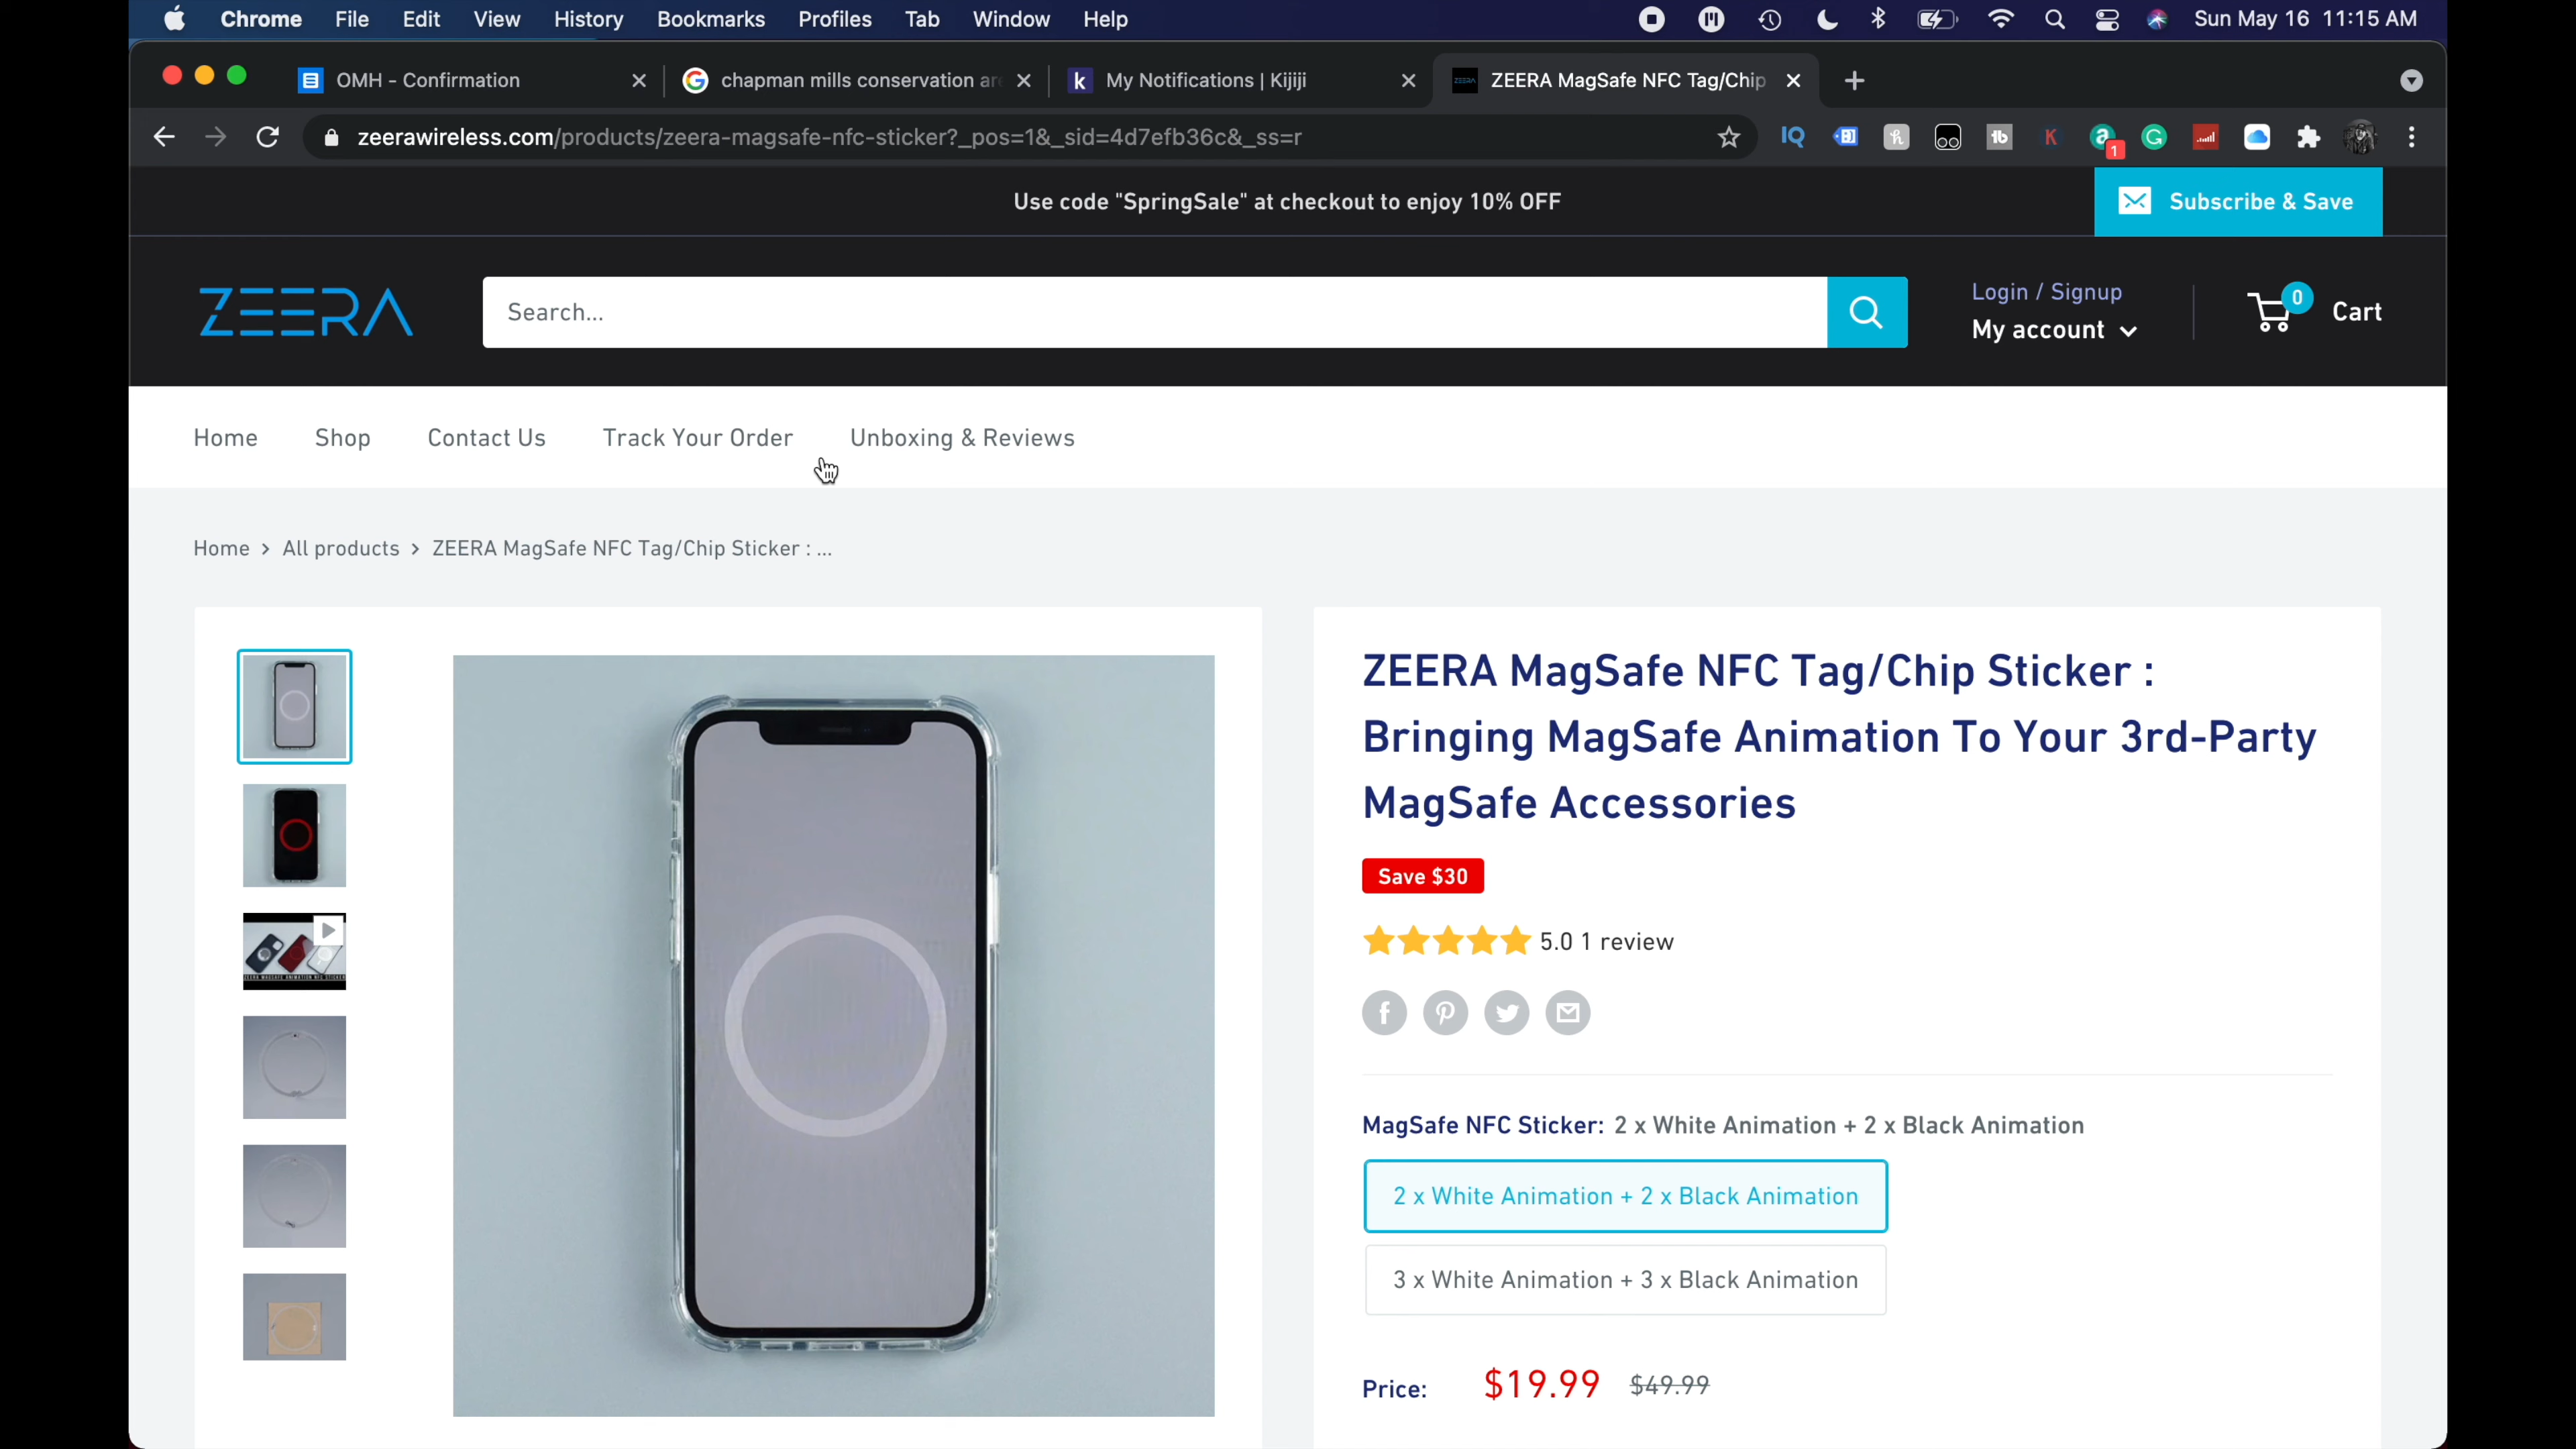 Chrome File Edit View History Bookmarks Profiles Tab Window Help Sun May 16 11:15 AM
OMH - Confirmation
chapman mills conservation are
My Notifications | Kijiji
ZEERA MagSafe NFC Tag/Chip
zeerawireless.com/products/zeera-magsafe-nfc-sticker?_pos=1&_sid=4d7efb36c&_ss=r
1
Use code "SpringSale" at checkout to enjoy 10% OFF
Subscribe & Save
ZEERA
Search...
Login / Signup
My account
0
Cart
Home Shop Contact Us Track Your Order Unboxing & Reviews
Home > All products > ZEERA MagSafe NFC Tag/Chip Sticker : ...
ZEERA MagSafe NFC Tag/Chip Sticker :
Bringing MagSafe Animation To Your 3rd-Party
MagSafe Accessories
Save $30
5.0 1 review
MagSafe NFC Sticker: 2 x White Animation + 2 x Black Animation
2 x White Animation + 2 x Black Animation
3 x White Animation + 3 x Black Animation
Price: $19.99 $49.99